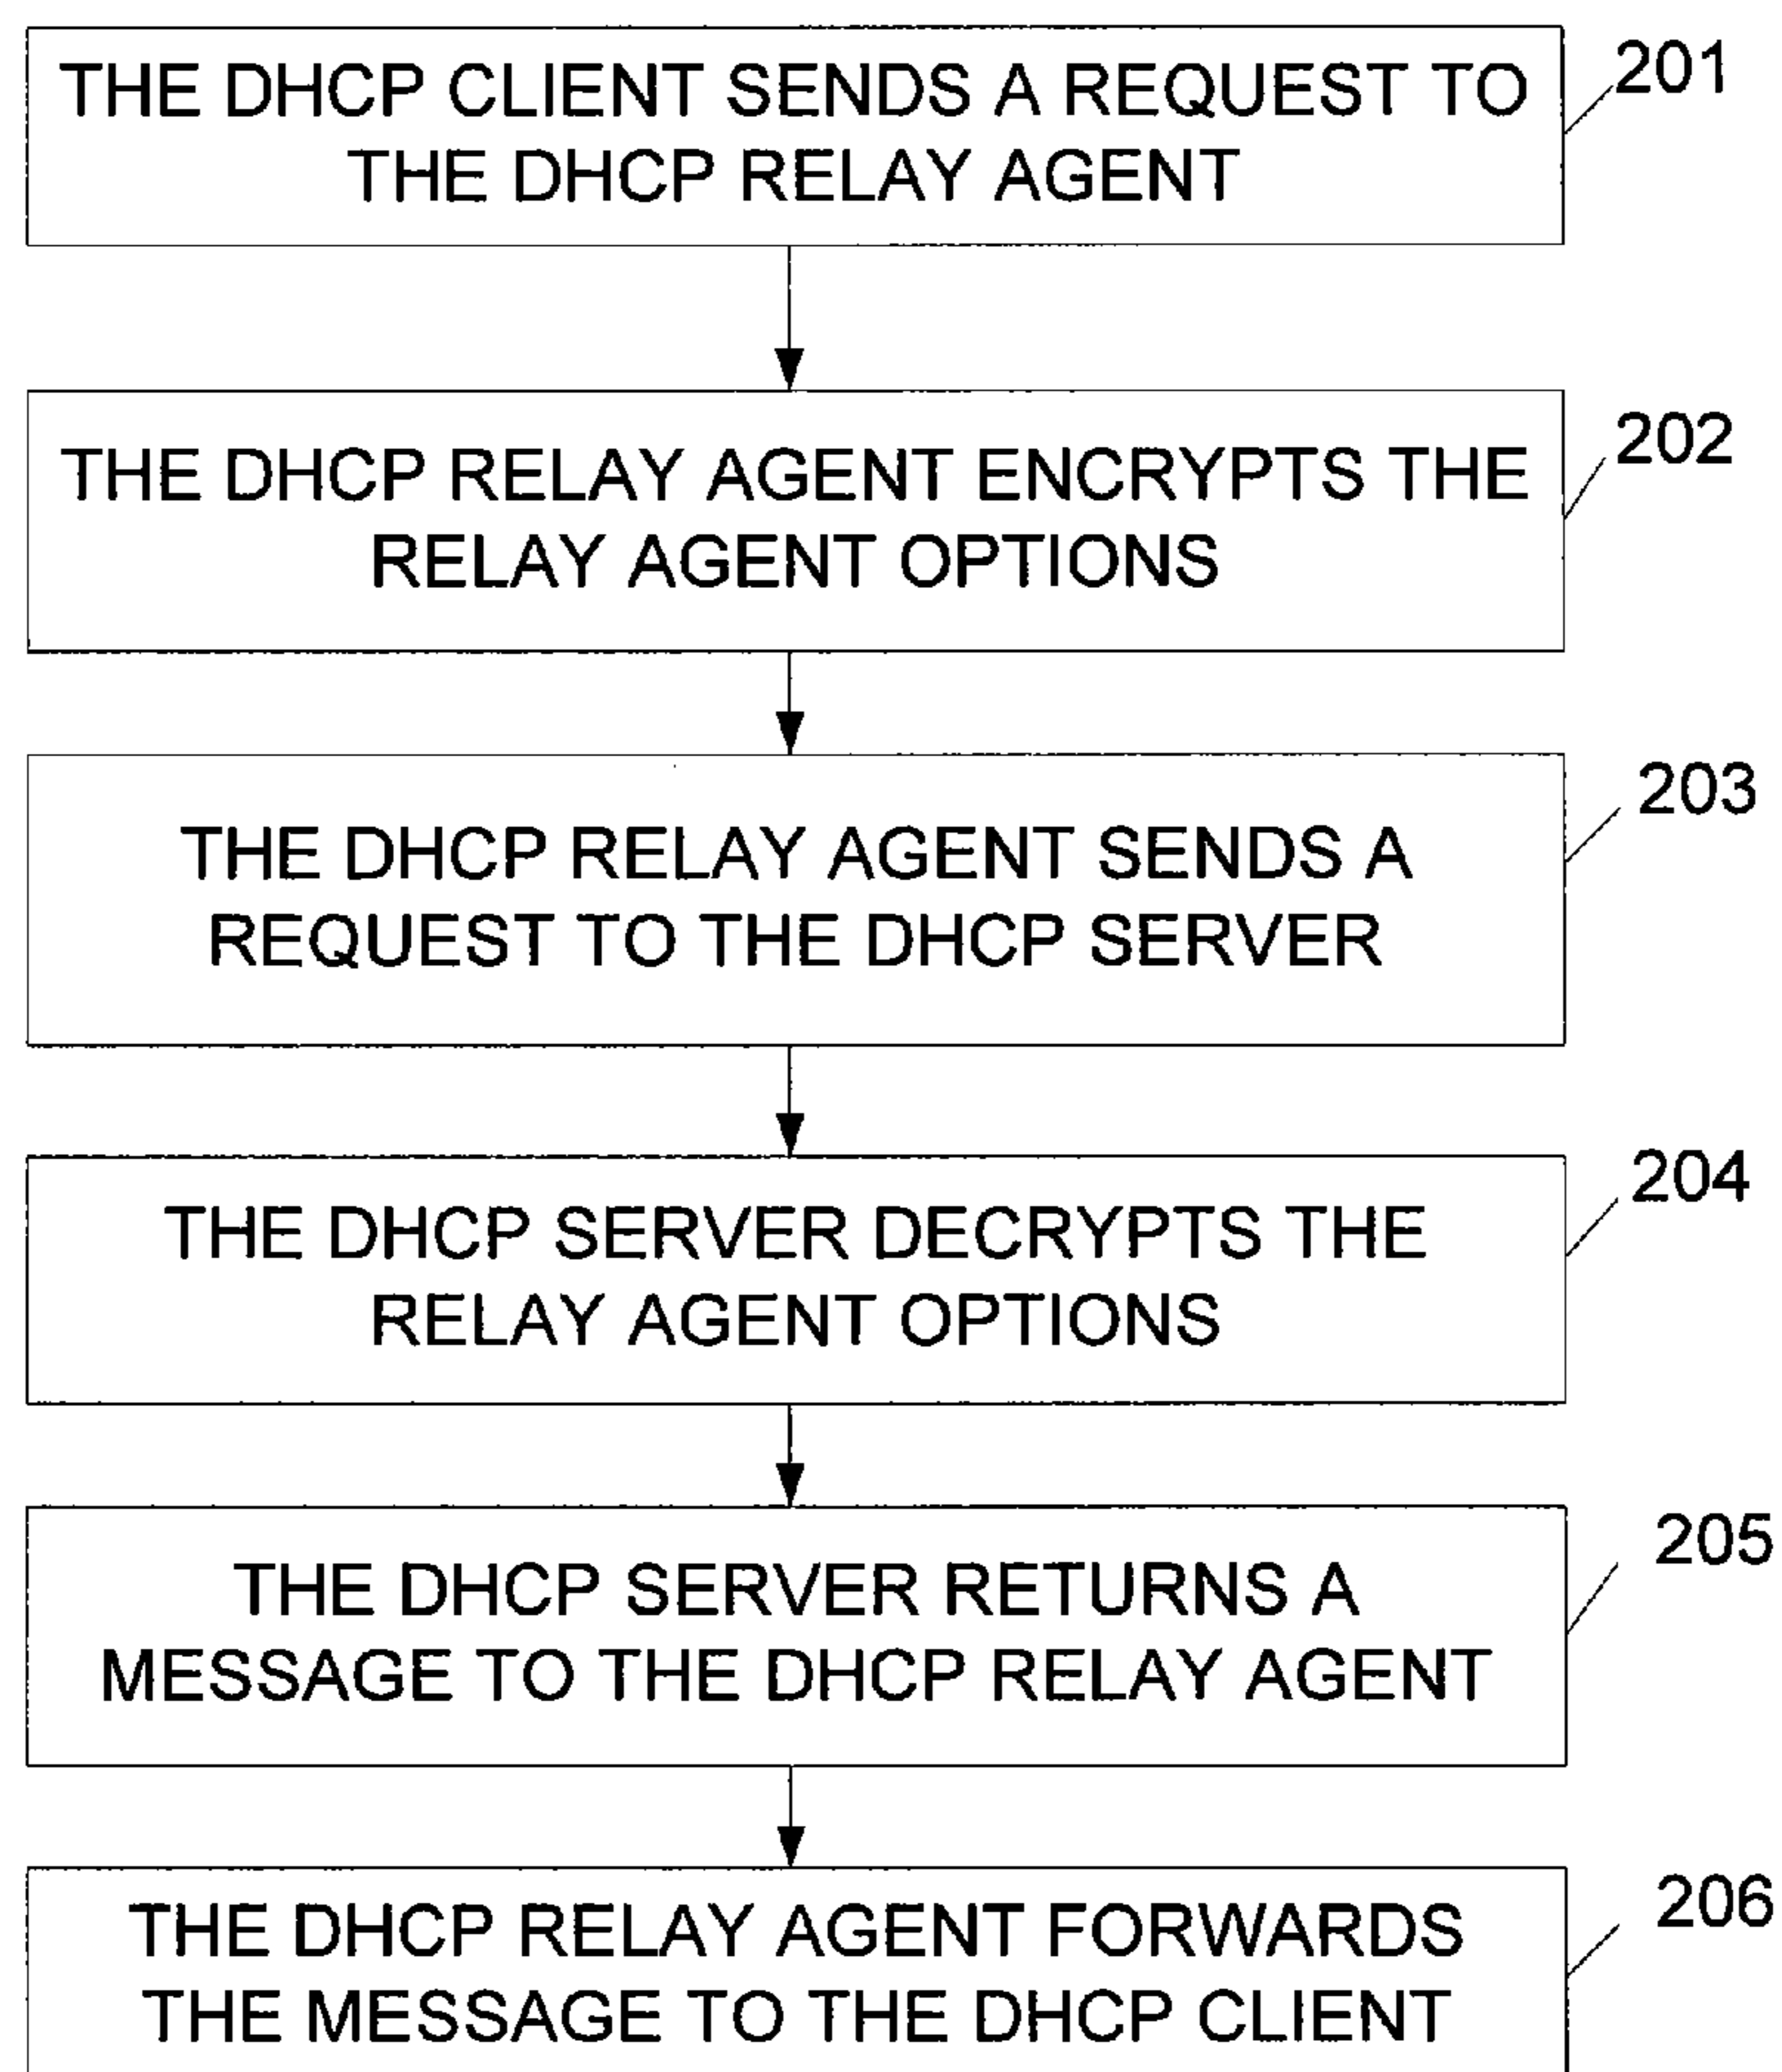 THE DHCP CLIENT SENDS A REQUEST TO
THE DHCP RELAY AGENT
201
THE DHCP RELAY AGENT ENCRYPTS THE
RELAY AGENT OPTIONS
202
THE DHCP RELAY AGENT SENDS A
REQUEST TO THE DHCP SERVER
203
THE DHCP SERVER DECRYPTS THE
RELAY AGENT OPTIONS
204
THE DHCP SERVER RETURNS A
MESSAGE TO THE DHCP RELAY AGENT
205
THE DHCP RELAY AGENT FORWARDS
THE MESSAGE TO THE DHCP CLIENT
206